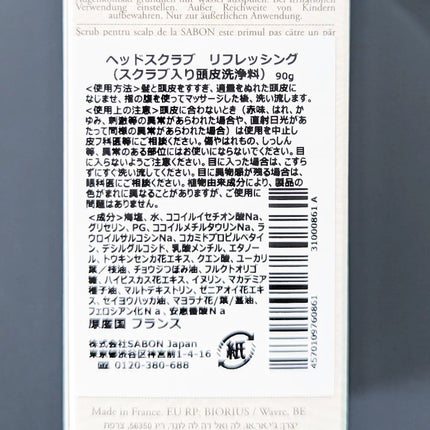 Verwendung einstellen. Außer Reichweite von Kindern
aufbewahren. Nur zur äußerlichen Anwendung.
Scrub pentru scalp de la SABON este primul pas către un păr
ヘッドスクラブ リフレッシング
(スクラブ入り頭皮洗浄料) 90g
<使用方法>髪と頭皮をすすぎ、適量をぬれた頭皮に
なじませ、指の腹を使ってマッサージした後、洗い流します。
<使用上の注意>頭皮に合わないとき(赤味、はれ、か
ゆみ、刺激等の異常があらわれた場合や、直射日光があ
たって同様の異常があらわれた場合)は使用を中止し
皮フ科医等にご相談ください。傷やはれもの、しっしん
等、異常のある部位にはお使いにならないでください。目
に入らないようご注意ください。目に入った場合は、こすら
ずにすぐ洗い流してください。目に異物感が残る場合は、
眼科医にご相談ください。植物由来成分により、製品の
色がまれに異なることがありますが、使用上問題は
ありません。
<成分>海塩、水、ココイルイセチオン酸Na、
グリセリン、PG、ココイルメチルタウリンNa、ラ
ウロイルサルコシンNa、コカミドプロピルベタイ
ン、デシルグルコシド、乳酸メンチル、エタノー
ル、トウキンセンカ花エキス、クエン酸、ユーカリ
葉/枝油、チョウジつぼみ油、フルクトオリゴ
糖、ハイビスカス花エキス、イヌリン、マカデミア
種子油、マルトデキストリン、ゼニアオイ花エキ
ス、セイヨウハッカ油、マヨラナ花/葉/茎油、
フェロシアン化Na、安息香酸Na
原産国 フランス
株式会社SABON Japan
東京都渋谷区神宮前1-4-16
0120-380-688
紙
31000861 A
4570109760861
Made in France. EU RP: BIORIUS / Wavre, BE